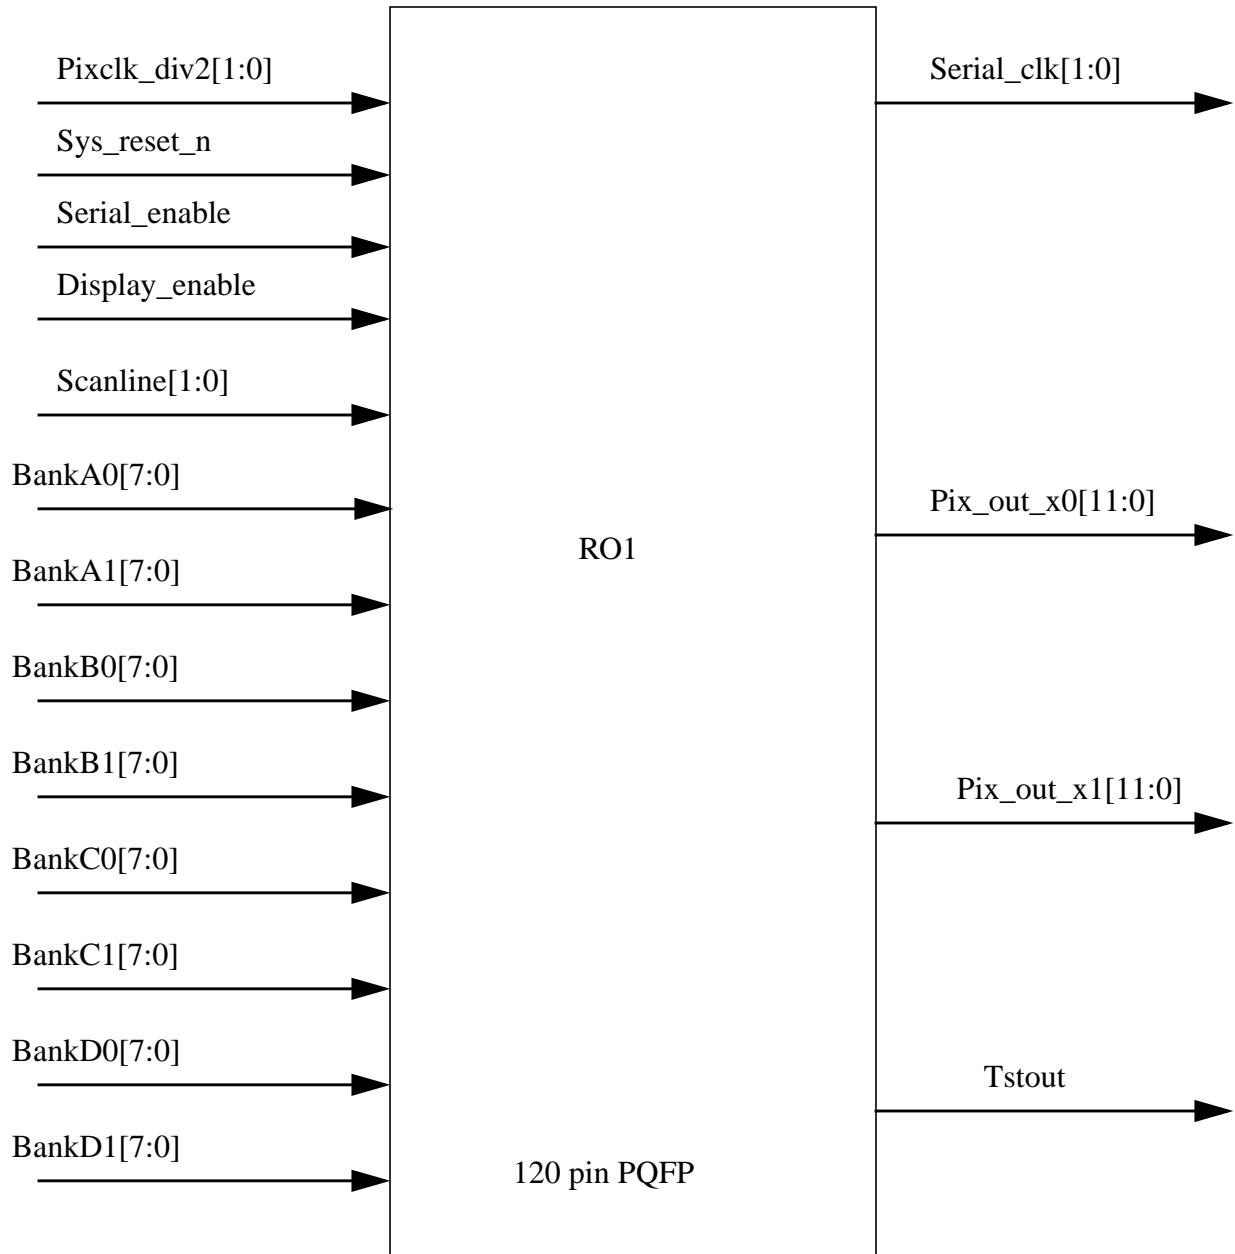 Pixclk_div2[1:0]
Serial_clk[1:0]
Sys_reset_n
Serial_enable
Display_enable
Scanline[1:0]
BankA0[7:0]
Pix_out_x0[11:0]
RO1
BankA1[7:0]
BankB0[7:0]
BankB1[7:0]
Pix_out_x1[11:0]
BankC0[7:0]
BankC1[7:0]
BankD0[7:0]
Tstout
BankD1[7:0]
120 pin PQFP